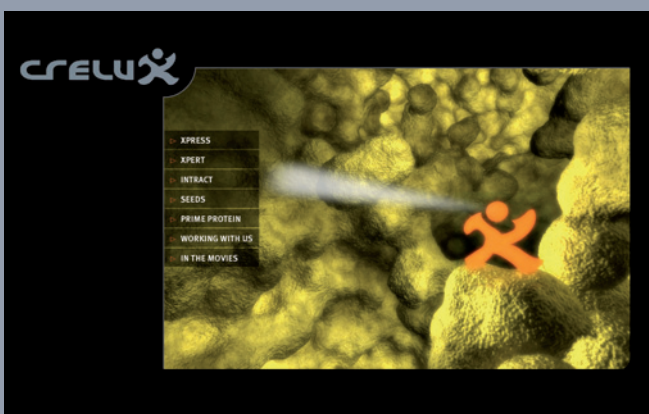 crelux
XPRESS
XPERT
INTRACT
SEEDS
PRIME PROTEIN
WORKING WITH US
IN THE MOVIES